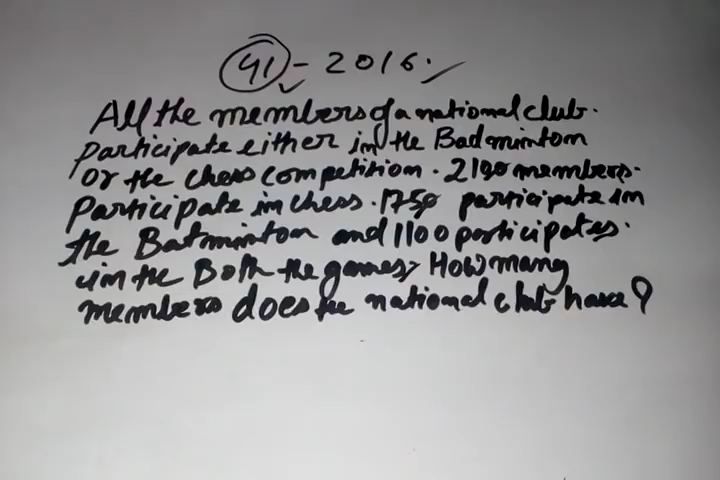 41 - 2016.
All the members of a national club.
Participate either in the Badminton
or the chess competition. 2190 members.
Participate in chess. 1750 participate in
the Batminton and 1100 participates.
in the Both the games, How many
members does the national club have?